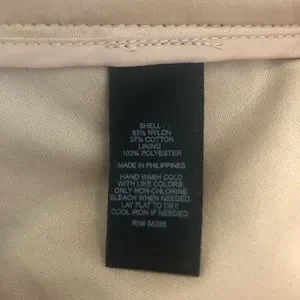 SHELL:
63% NYLON
37% COTTON
LINING
100% POLYESTER
MADE IN PHILIPPINES
HAND WASH COLD
WITH LIKE COLORS.
ONLY NON-CHLORINE
BLEACH WHEN NEEDED.
LAY FLAT TO DRY.
COOL IRON IF NEEDED.